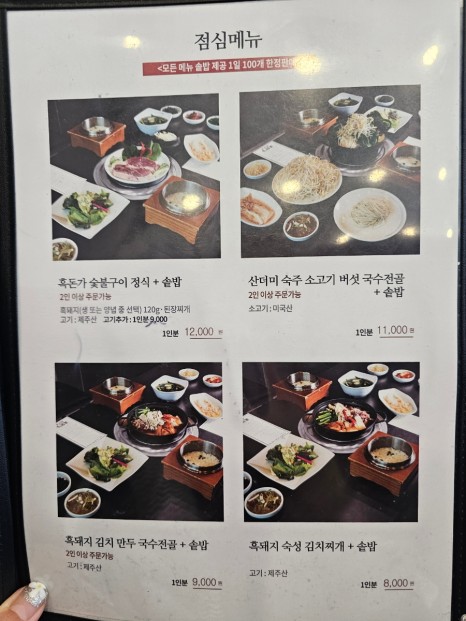 점심메뉴
<모든 메뉴 솥밥 제공 1일 100개 한정판매
흑돈가 숯불구이 정식 + 솥밥
2인 이상 주문가능
흑돼지(생 또는 양념 중 선택) 120g·된장찌개
고기 : 제주산 고기추가 : 1인분 9,000
1인분 12,000 원
산더미 숙주 소고기 버섯 국수전골
+ 솥밥
2인 이상 주문가능
소고기 : 미국산
1인분 11,000 원
흑돼지 김치 만두 국수전골 + 솥밥
2인 이상 주문가능
고기 : 제주산
1인분 9,000 원
흑돼지 숙성 김치찌개 + 솥밥
고기 : 제주산
1인분 8,000 원